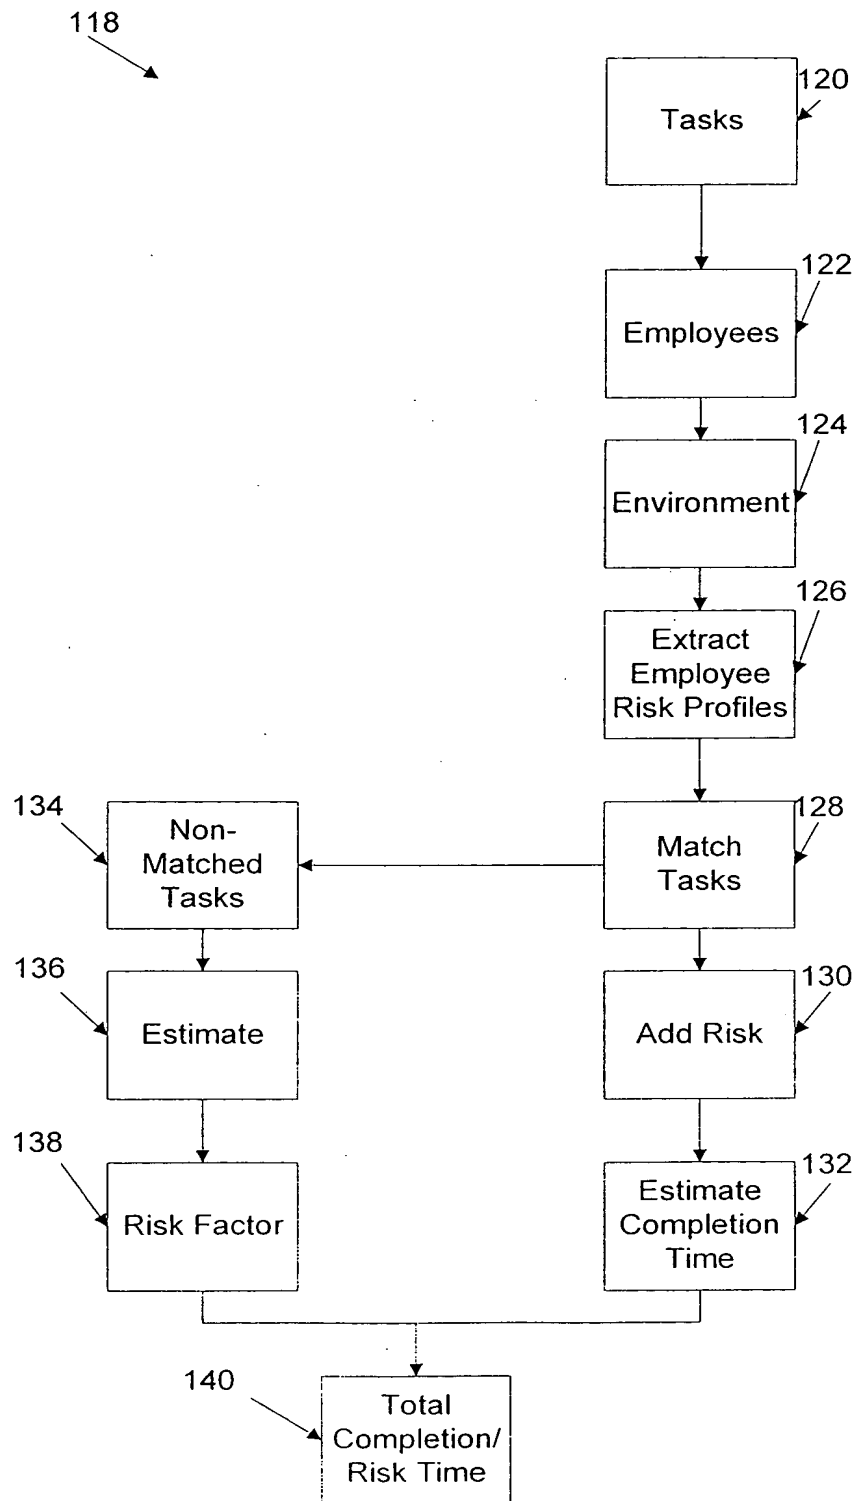 118
120
Tasks
122
Employees
124
Environment
126
Extract
Employee
Risk Profiles
134
Non-
Matched
Tasks
128
Match
Tasks
136
Estimate
130
Add Risk
138
Risk Factor
132
Estimate
Completion
Time
140
Total
Completion/
Risk Time